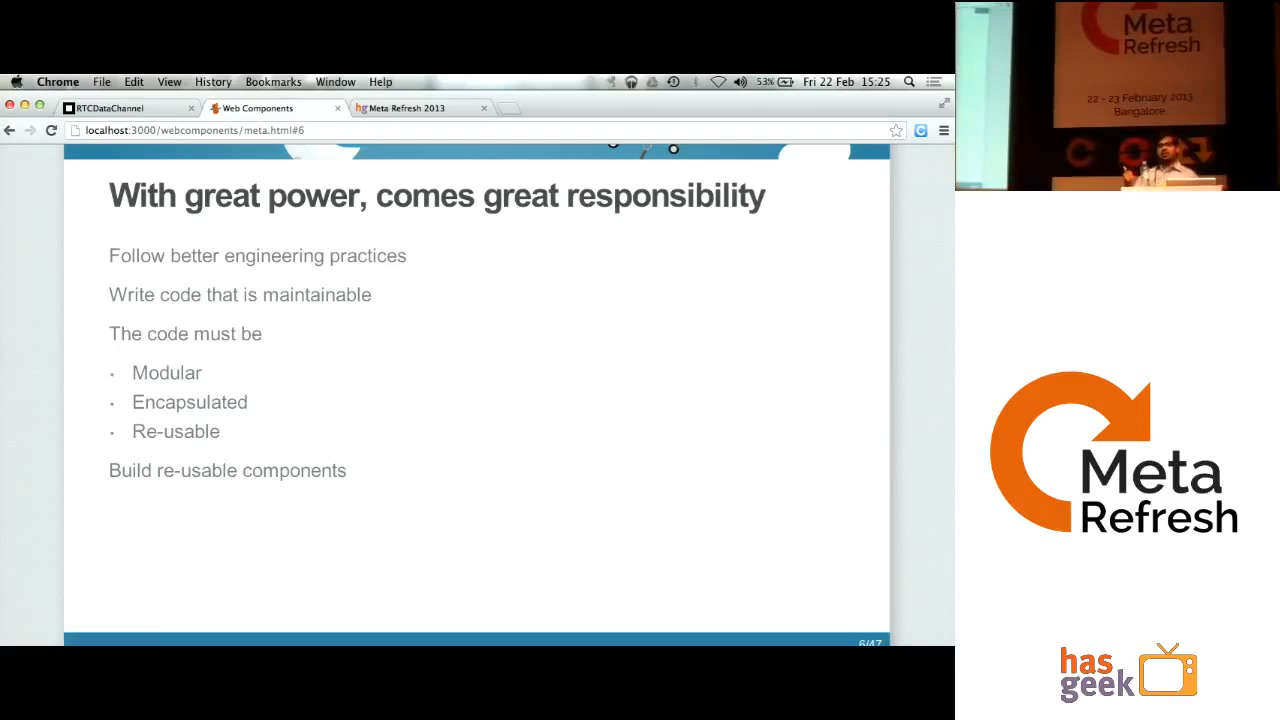 Chrome File Edit View History Bookmarks Window Help 53% Fri 22 Feb 15:25
RTCDataChannel Web Components hg Meta Refresh 2013
localhost:3000/webcomponents/meta.html#6
With great power, comes great responsibility
Follow better engineering practices
Write code that is maintainable
The code must be
Modular
Encapsulated
Re-usable
Build re-usable components
6/47
Meta
Refresh
22 - 23 February 2013
Bangalore
Meta
Refresh
has
geek